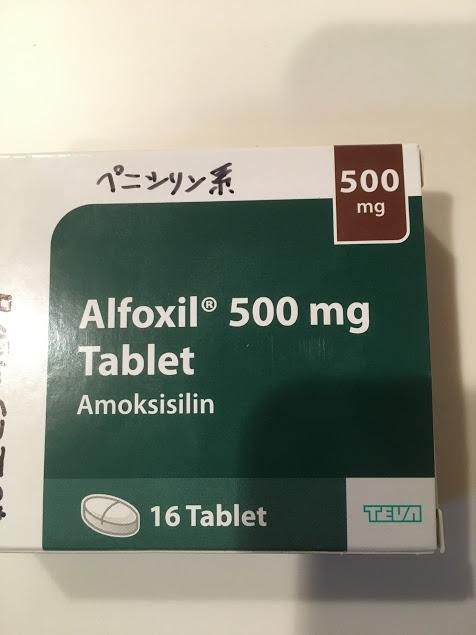 ペニシリン系
500
mg
Alfoxil® 500 mg
Tablet
Amoksisilin
16 Tablet
TEVA